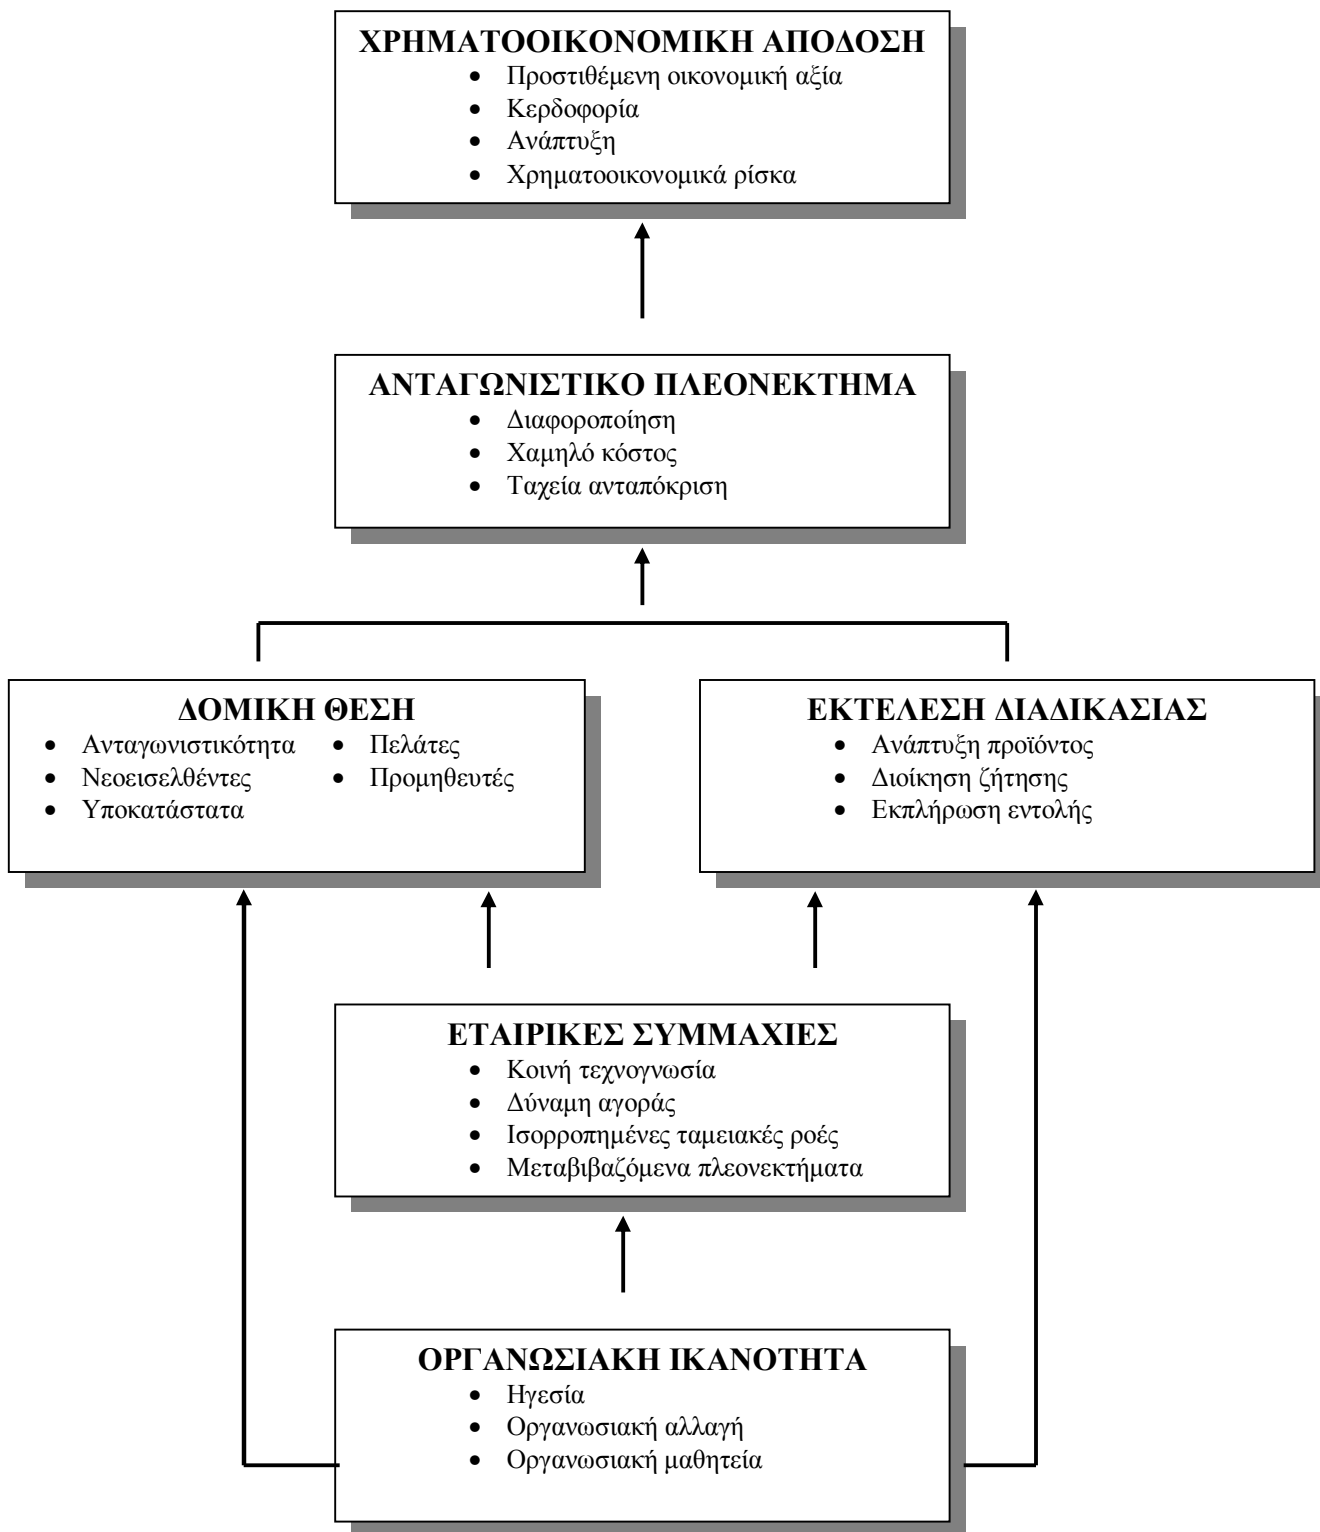 ΧΡΗΜΑΤΟΟΙΚΟΝΟΜΙΚΗ ΑΠΟΔΟΣΗ
• Προστιθέμενη οικονομική αξία
• Κερδοφορία
• Ανάπτυξη
• Χρηματοοικονομικά ρίσκα
ΑΝΤΑΓΩΝΙΣΤΙΚΟ ΠΛΕΟΝΕΚΤΗΜΑ
• Διαφοροποίηση
• Χαμηλό κόστος
• Ταχεία ανταπόκριση
ΔΟΜΙΚΗ ΘΕΣΗ
• Ανταγωνιστικότητα • Πελάτες
• Νεοεισελθέντες • Προμηθευτές
• Υποκατάστατα
ΕΚΤΕΛΕΣΗ ΔΙΑΔΙΚΑΣΙΑΣ
• Ανάπτυξη προϊόντος
• Διοίκηση ζήτησης
• Εκπλήρωση εντολής
ΕΤΑΙΡΙΚΕΣ ΣΥΜΜΑΧΙΕΣ
• Κοινή τεχνογνωσία
• Δύναμη αγοράς
• Ισορροπημένες ταμειακές ροές
• Μεταβιβαζόμενα πλεονεκτήματα
ΟΡΓΑΝΩΣΙΑΚΗ ΙΚΑΝΟΤΗΤΑ
• Ηγεσία
• Οργανωσιακή αλλαγή
• Οργανωσιακή μαθητεία